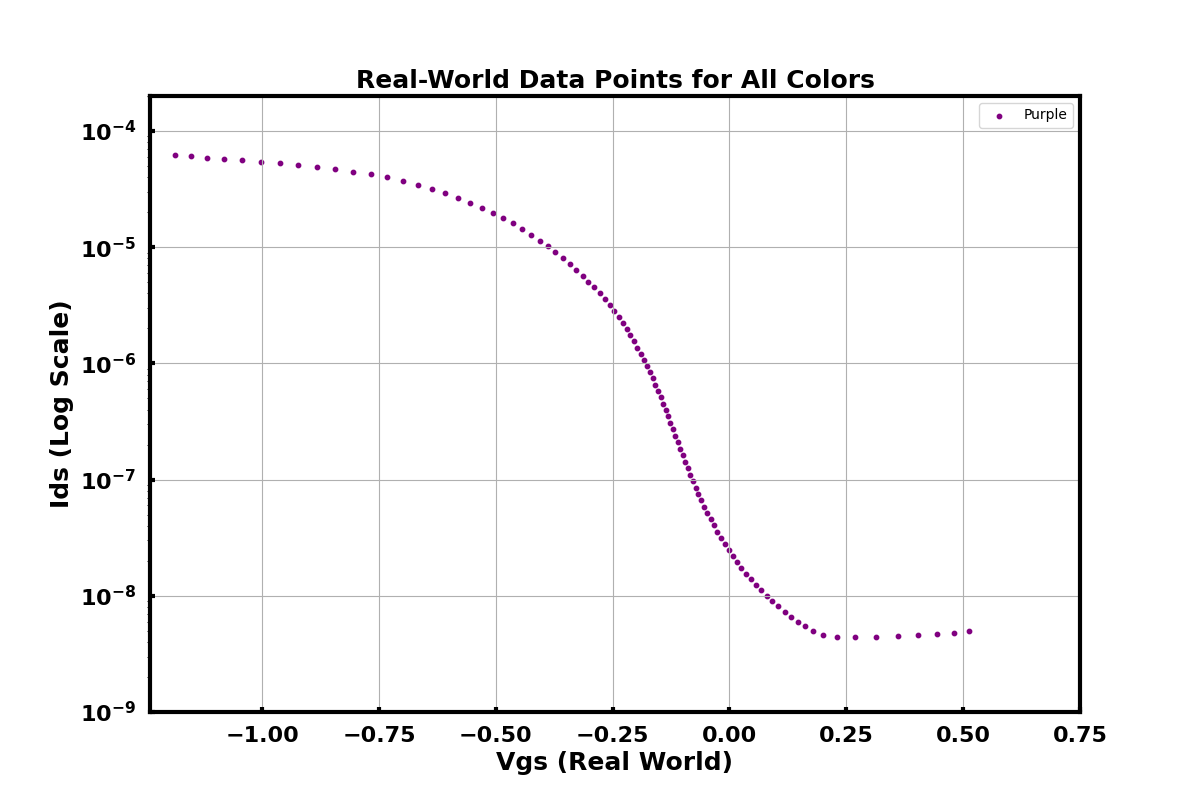 Real-World Data Points for All Colors
Purple
Ids (Log Scale)
10⁻⁴
10⁻⁵
10⁻⁶
10⁻⁷
10⁻⁸
10⁻⁹
−1.00 −0.75 −0.50 −0.25 0.00 0.25 0.50 0.75
Vgs (Real World)